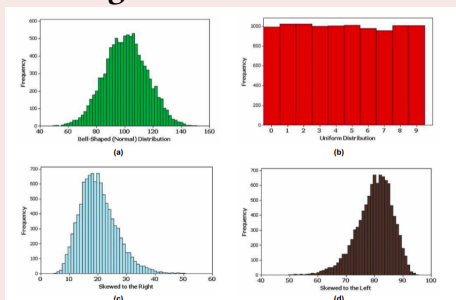 Frequency
600
500
400
300
200
100
0
40 60 80 100 120 140 160
Bell-Shaped (Normal) Distribution
(a)
Frequency
1000
800
600
400
200
0
0 1 2 3 4 5 6 7 8 9
Uniform Distribution
(b)
Frequency
700
600
500
400
300
200
100
0
0 10 20 30 40 50 60
Skewed to the Right
(c)
Frequency
700
600
500
400
300
200
100
0
40 50 60 70 80 90 100
Skewed to the Left
(d)